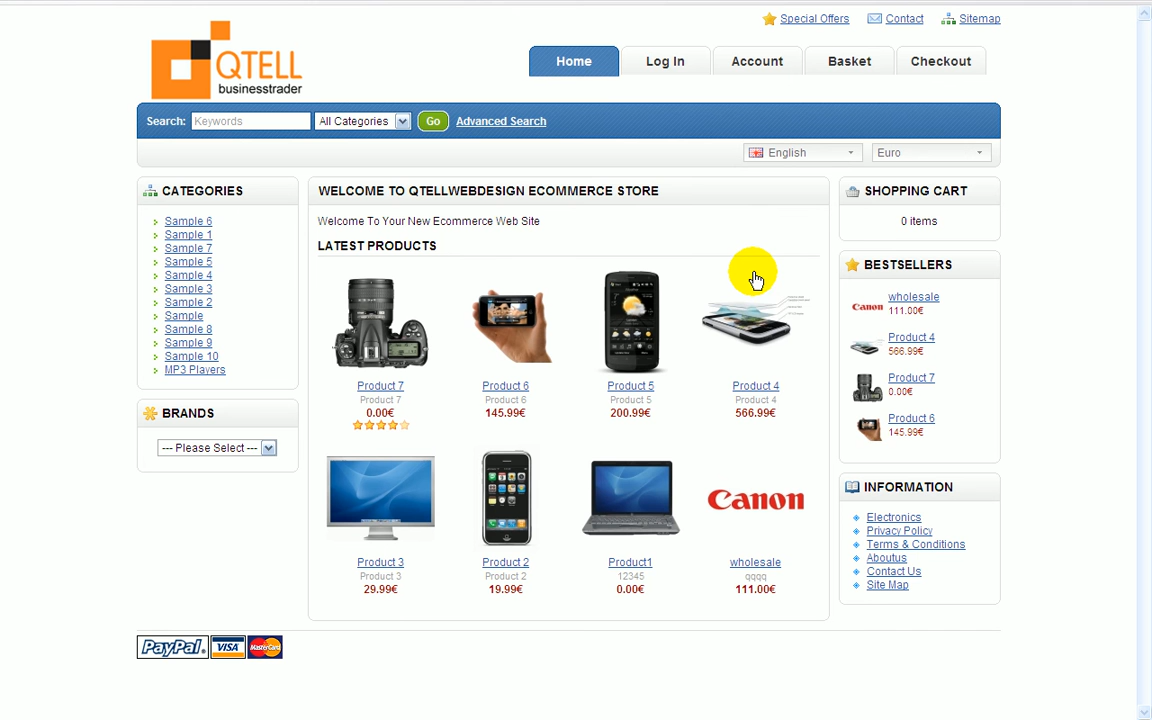 Special Offers Contact Sitemap
QTELL
businesstrader
Home Log In Account Basket Checkout
Search: Keywords All Categories Go Advanced Search
English Euro
CATEGORIES
Sample 6
Sample 1
Sample 7
Sample 5
Sample 4
Sample 3
Sample 2
Sample
Sample 8
Sample 9
Sample 10
MP3 Players
BRANDS
--- Please Select ---
WELCOME TO QTELLWEBDESIGN ECOMMERCE STORE
Welcome To Your New Ecommerce Web Site
LATEST PRODUCTS
Product 7 Product 6 Product 5 Product 4
Product 7 Product 6 Product 5 Product 4
0.00€ 145.99€ 200.99€ 566.99€
Canon
Product 3 Product 2 Product1 wholesale
Product 3 Product 2 12345 qqqq
29.99€ 19.99€ 0.00€ 111.00€
SHOPPING CART
0 items
BESTSELLERS
Canon wholesale
111.00€
Product 4
566.99€
Product 7
0.00€
Product 6
145.99€
INFORMATION
Electronics
Privacy Policy
Terms & Conditions
Aboutus
Contact Us
Site Map
PayPal VISA MasterCard